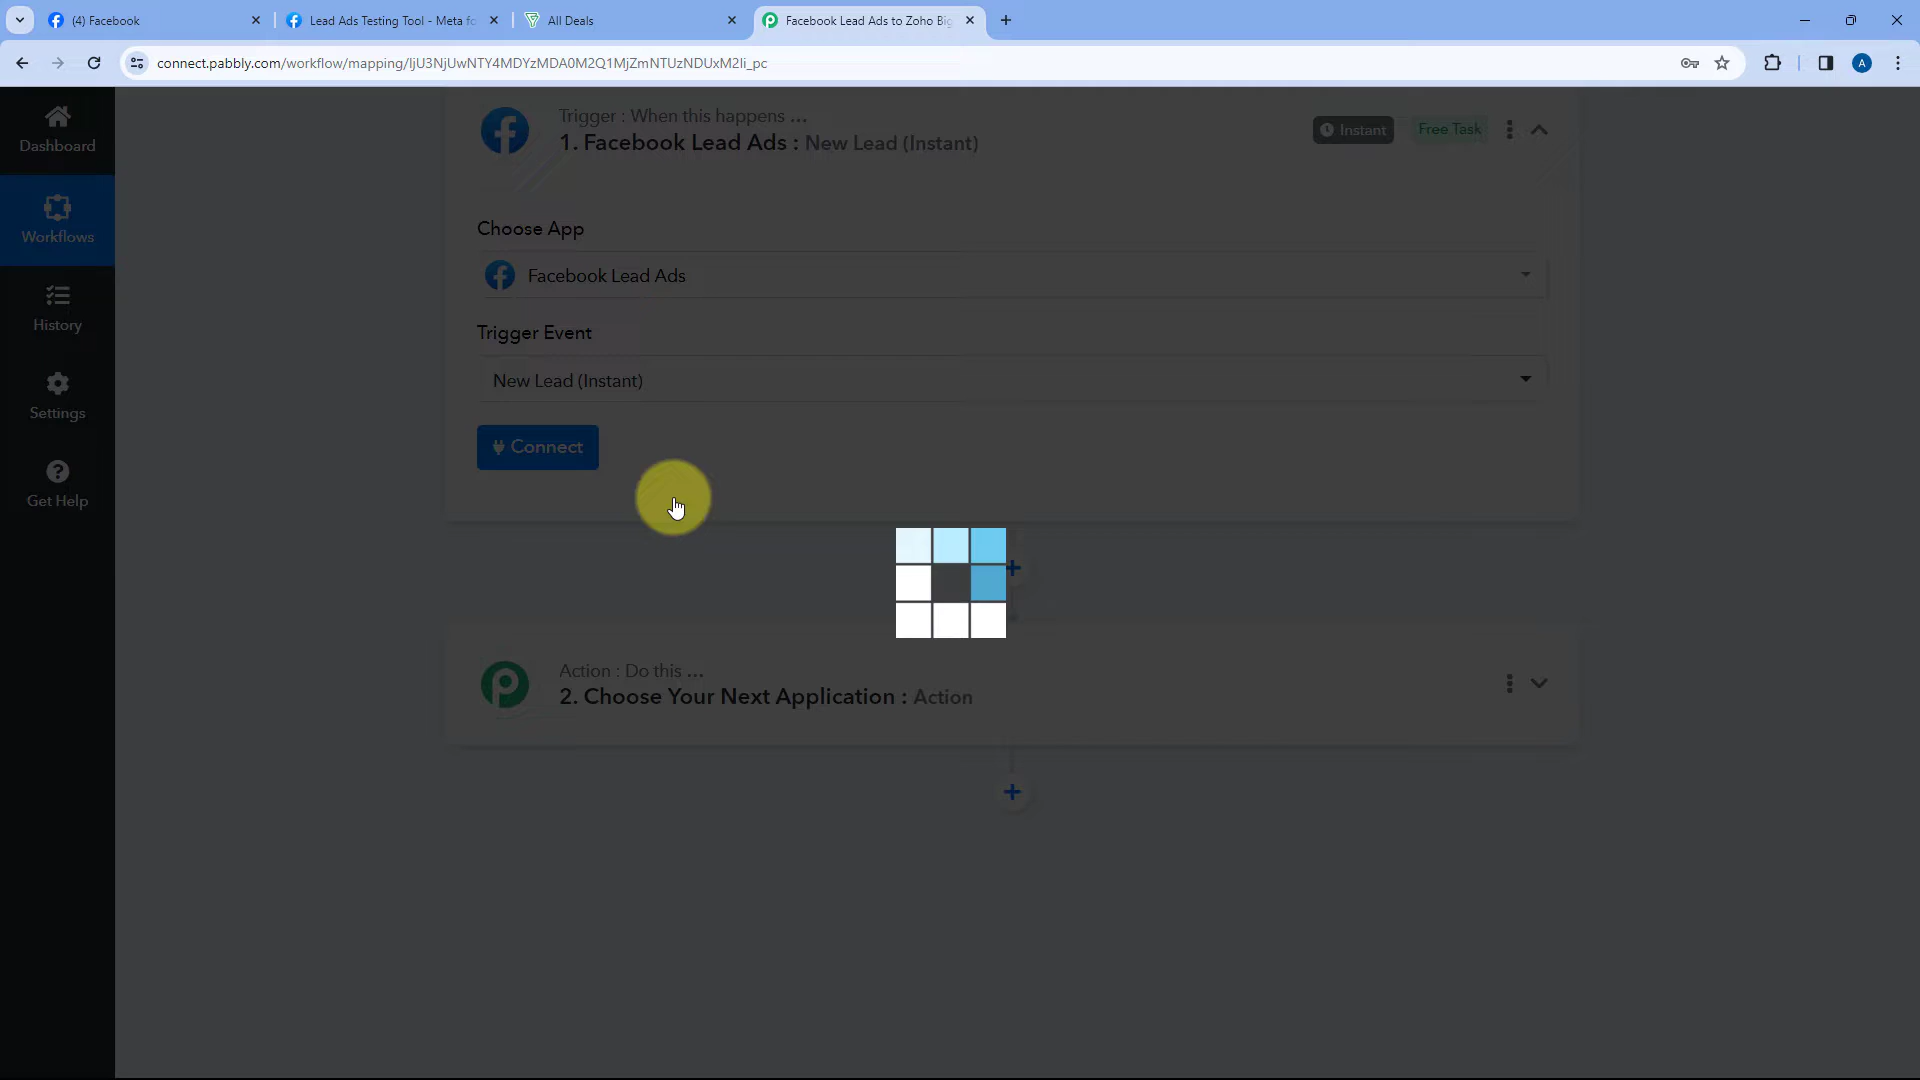 (4) Facebook
Lead Ads Testing Tool - Meta fo
All Deals
Facebook Lead Ads to Zoho Big
connect.pabbly.com/workflow/mapping/IjU3NjUwNTY4MDYzMDA0M2Q1MjZmNTUzNDUxM2Ii_pc
A
Dashboard
Workflows
History
Settings
Get Help
Trigger : When this happens ...
1. Facebook Lead Ads : New Lead (Instant)
Instant
Free Task
Choose App
Facebook Lead Ads
Trigger Event
New Lead (Instant)
Connect
Action : Do this ...
2. Choose Your Next Application : Action